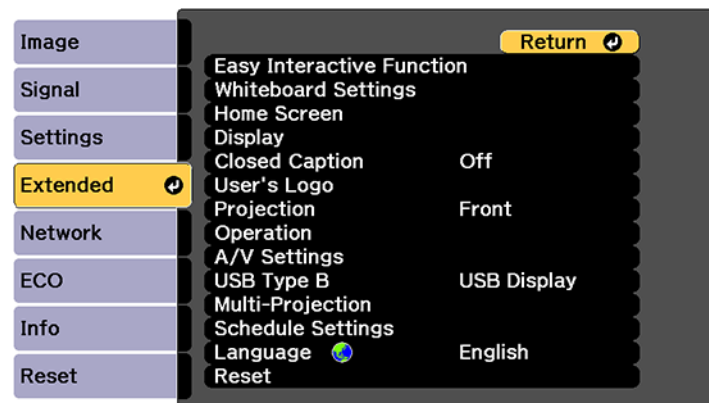 Image
Signal
Settings
Extended
Network
ECO
Info
Reset
Return
Easy Interactive Function
Whiteboard Settings
Home Screen
Display
Closed Caption Off
User's Logo
Projection Front
Operation
A/V Settings
USB Type B USB Display
Multi-Projection
Schedule Settings
Language English
Reset